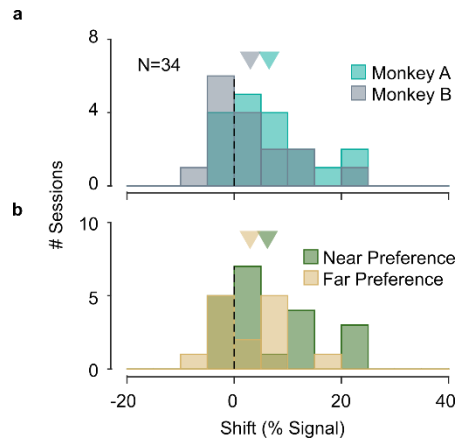 a
8
N=34
Monkey A
Monkey B
4
0
# Sessions
b
10
Near Preference
Far Preference
5
0
-20
0
20
40
Shift (% Signal)